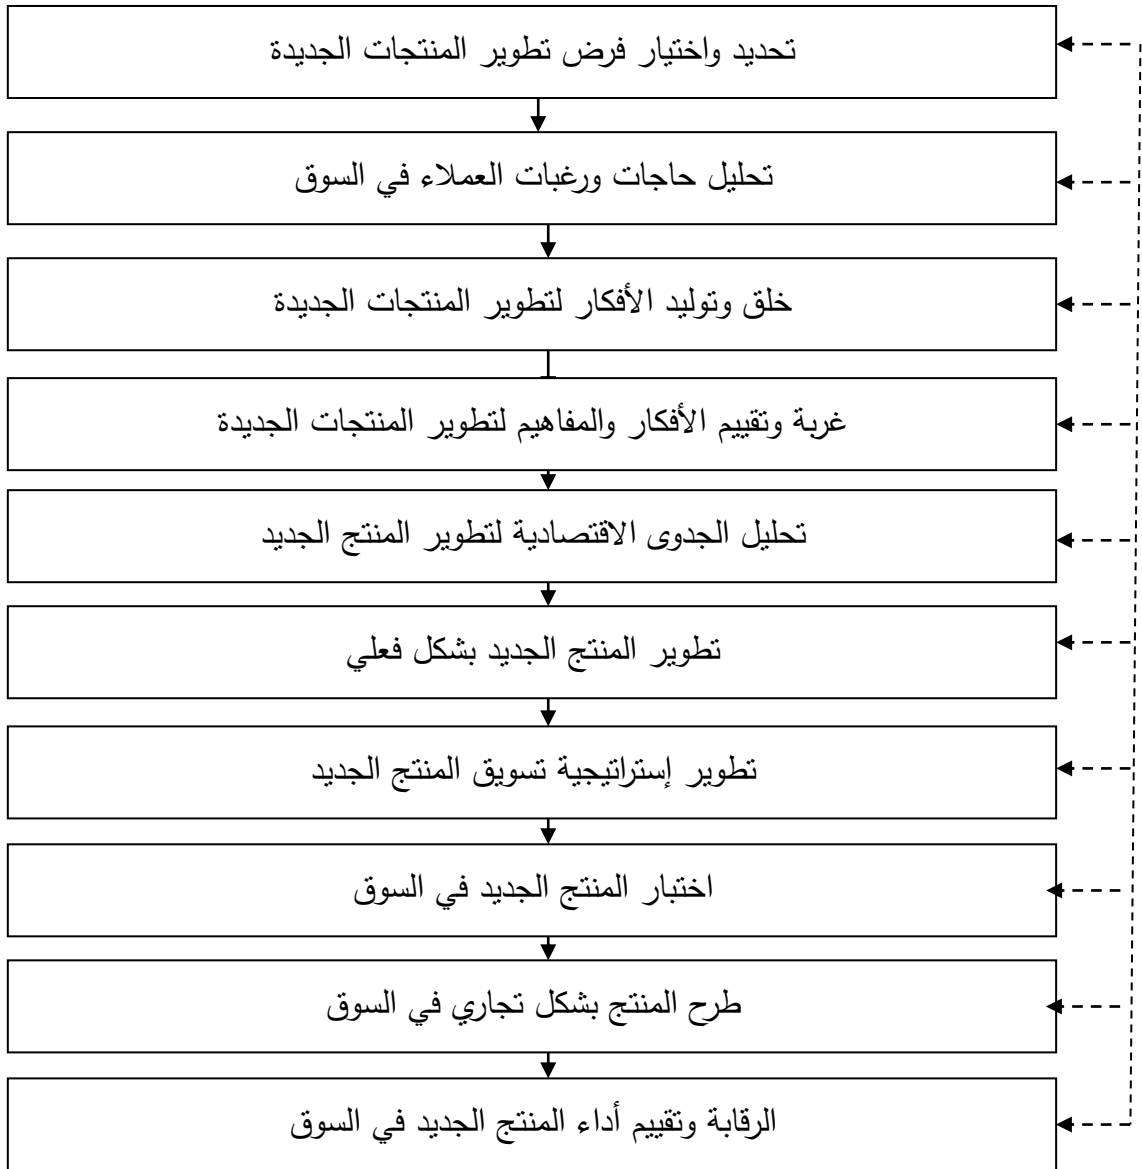 تحديد واختيار فرض تطوير المنتجات الجديدة
تحليل حاجات ورغبات العملاء في السوق
خلق وتوليد الأفكار لتطوير المنتجات الجديدة
غربة وتقييم الأفكار والمفاهيم لتطوير المنتجات الجديدة
تحليل الجدوى الاقتصادية لتطوير المنتج الجديد
تطوير المنتج الجديد بشكل فعلي
تطوير إستراتيجية تسويق المنتج الجديد
اختبار المنتج الجديد في السوق
طرح المنتج بشكل تجاري في السوق
الرقابة وتقييم أداء المنتج الجديد في السوق